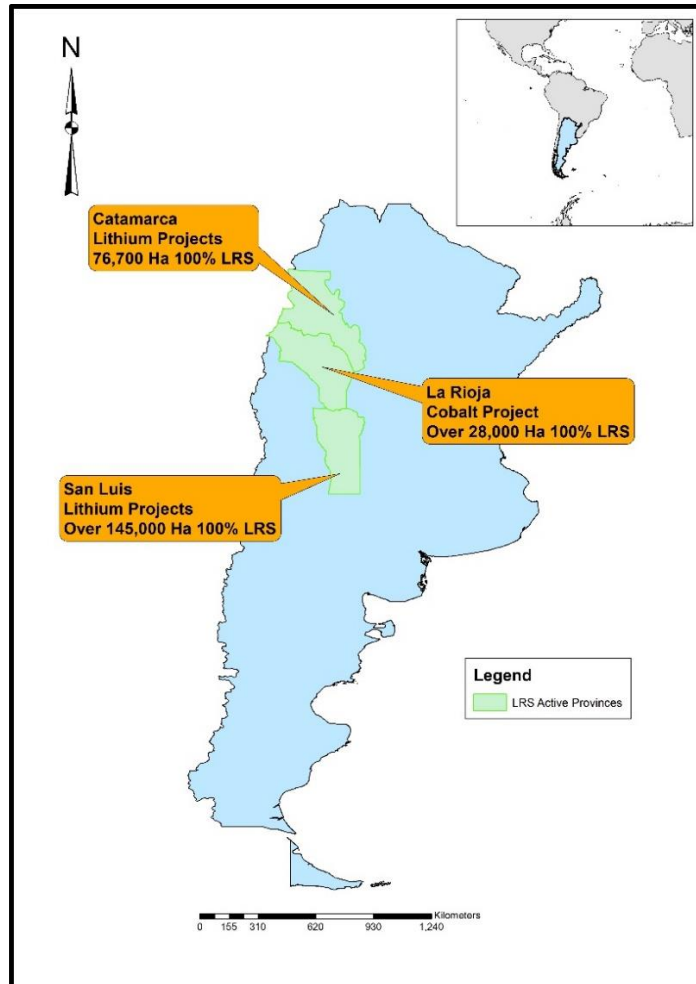 N
Catamarca
Lithium Projects
76,700 Ha 100% LRS
La Rioja
Cobalt Project
Over 28,000 Ha 100% LRS
San Luis
Lithium Projects
Over 145,000 Ha 100% LRS
Legend
LRS Active Provinces
Kilometers
0 155 310 620 930 1,240